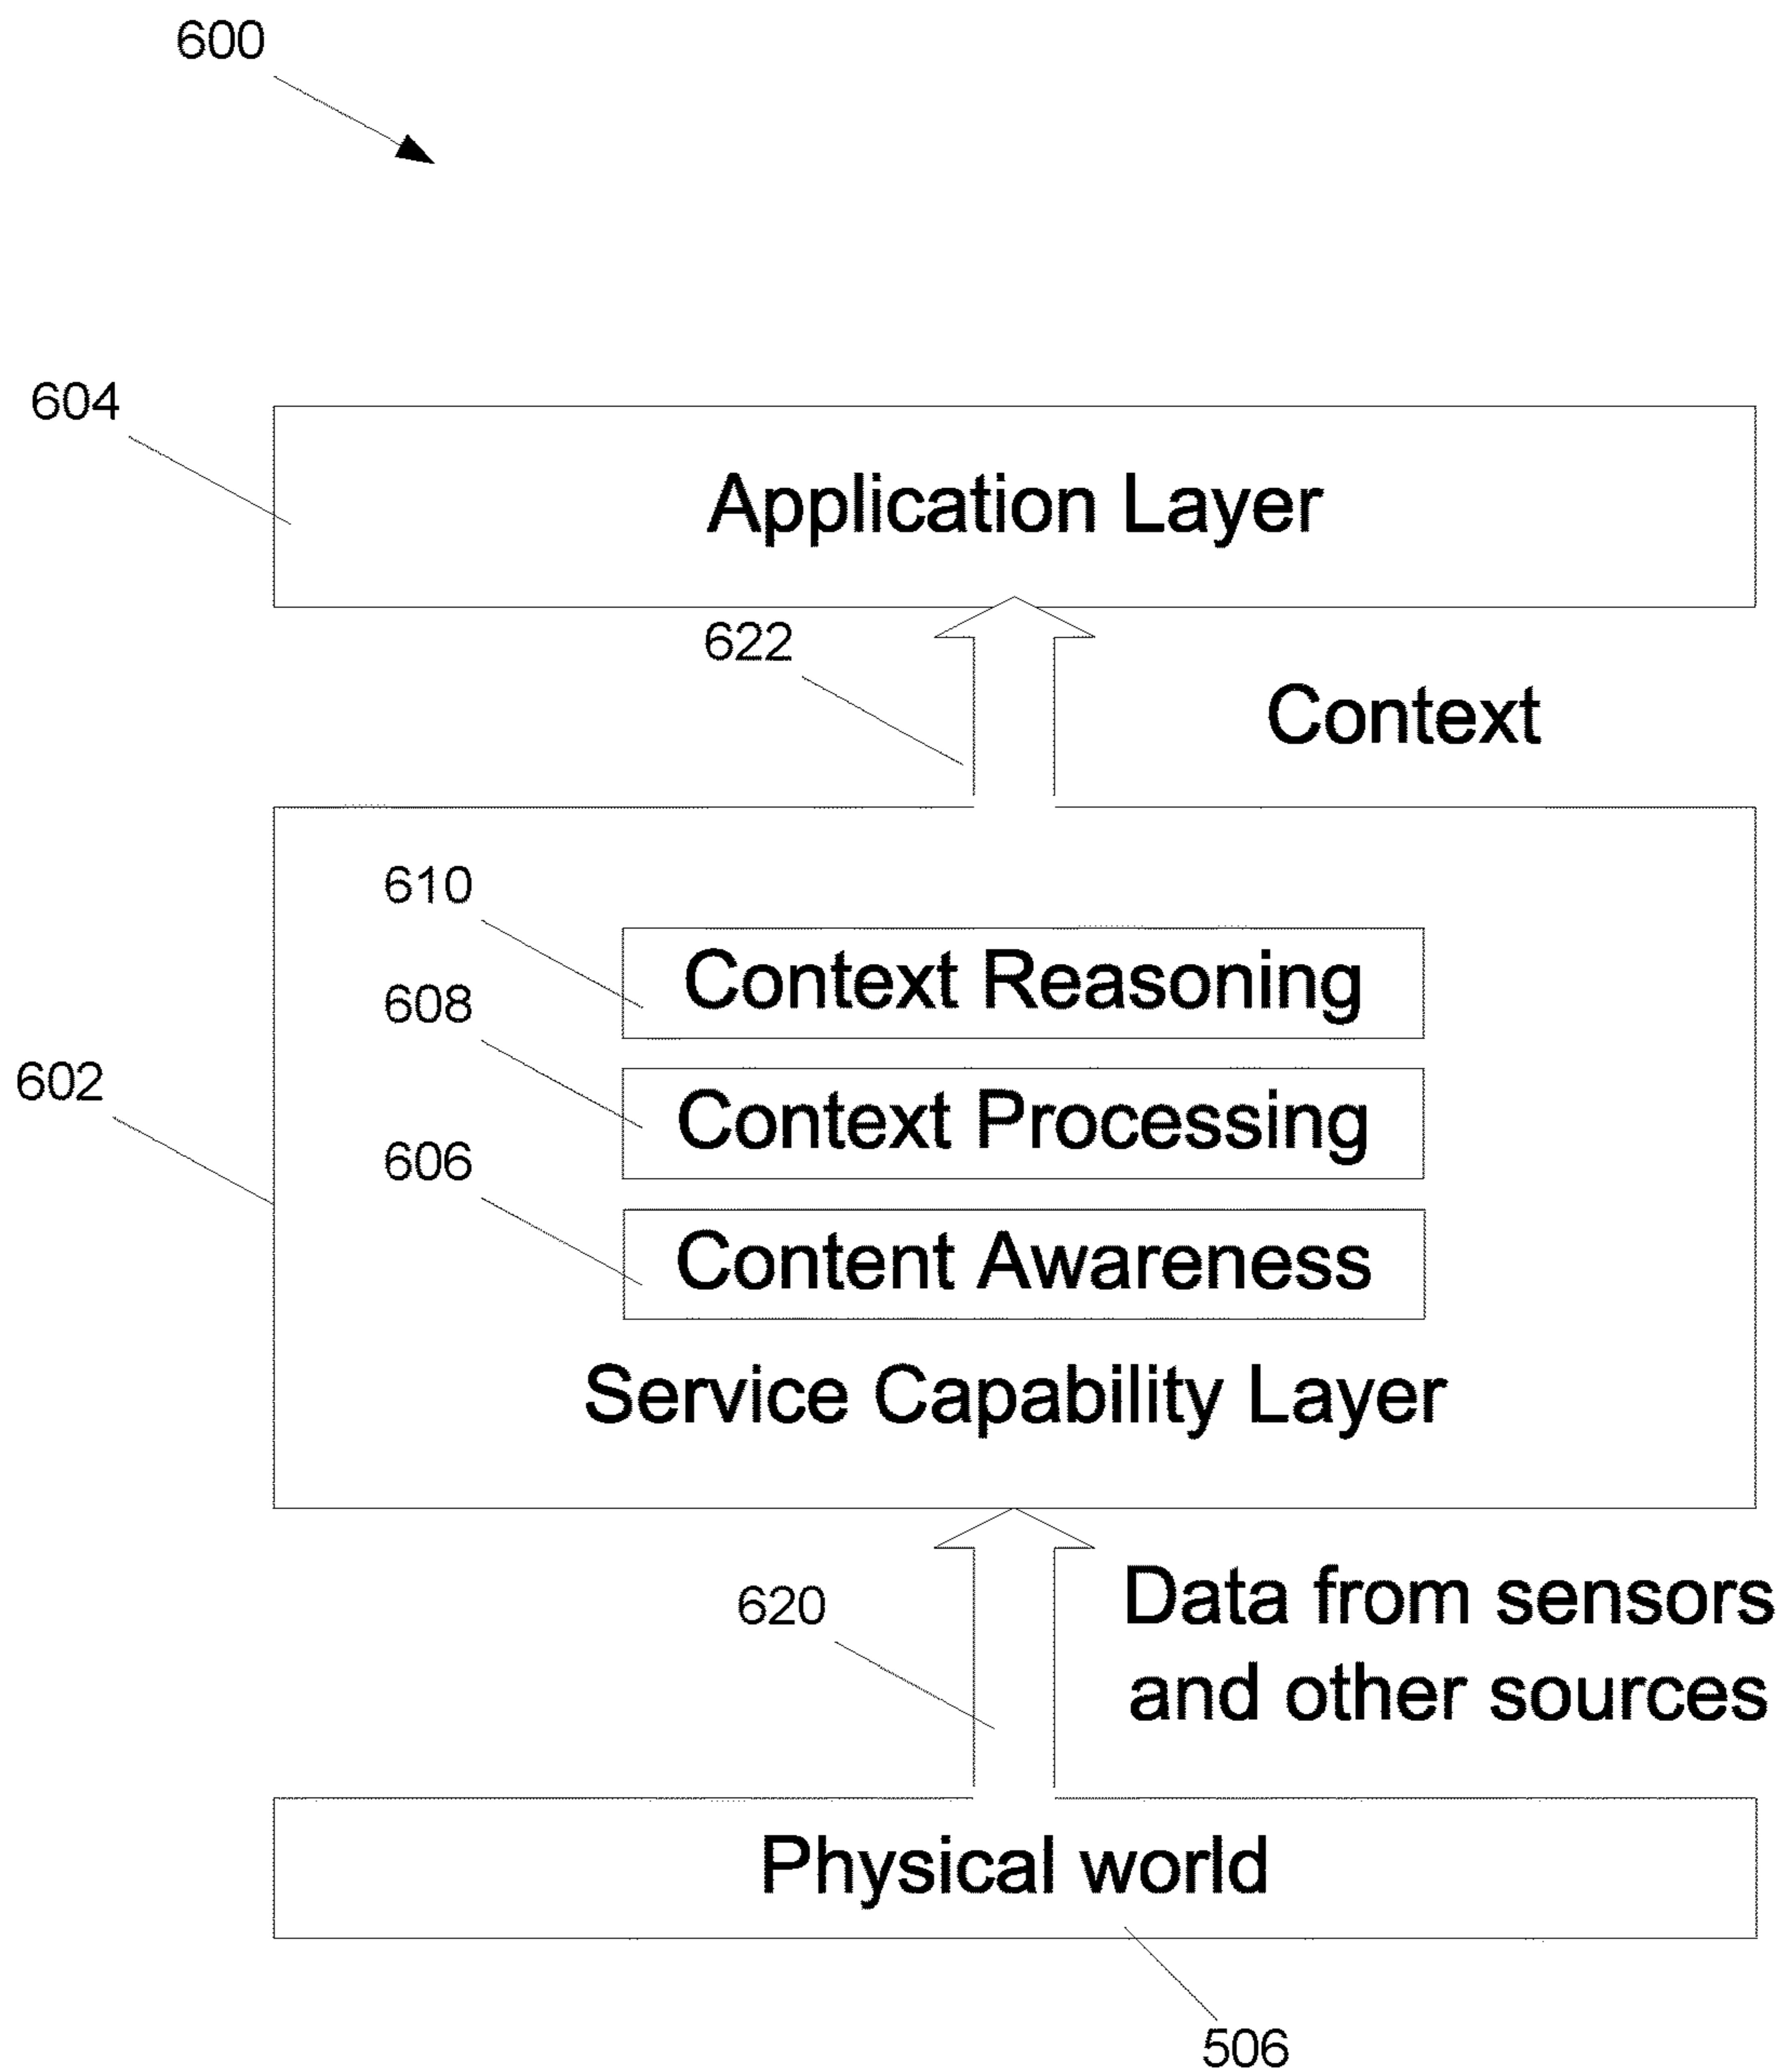 600
604
Application Layer
622
Context
610
Context Reasoning
608
Context Processing
602
606
Content Awareness
Service Capability Layer
620
Data from sensors
and other sources
Physical world
506